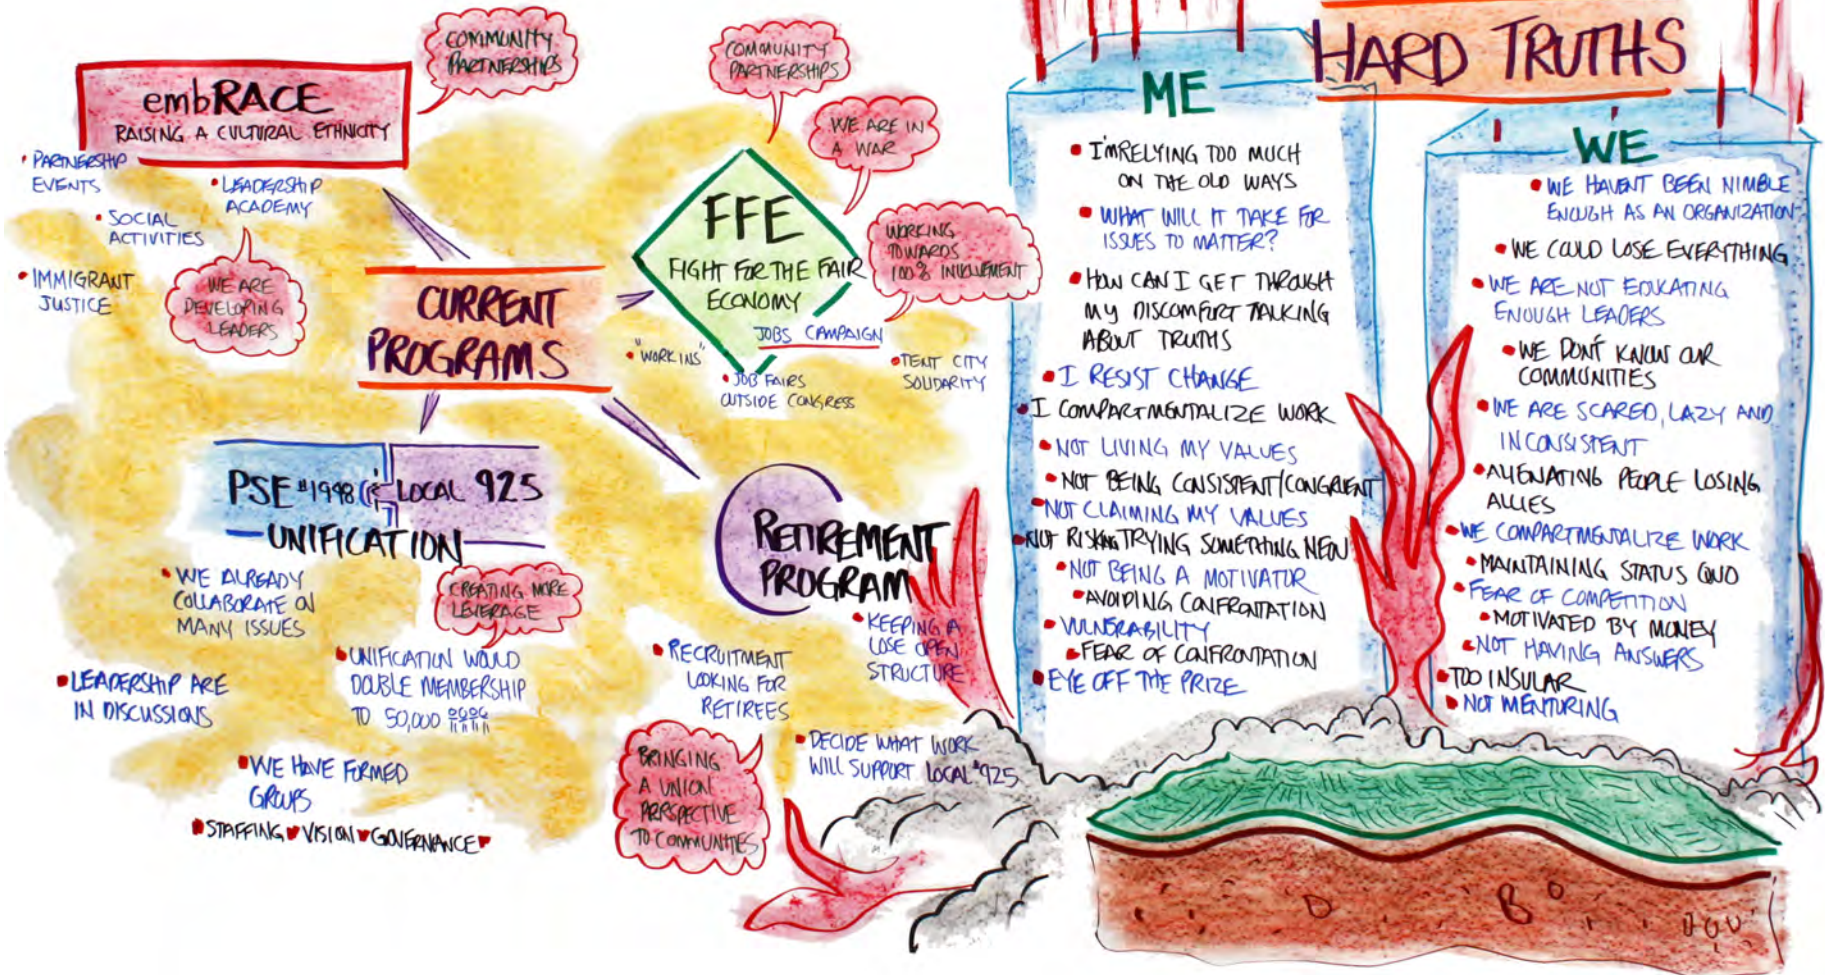 embRACE
RAISING A CULTURAL ETHNICITY
COMMUNITY
PARTNERSHIPS
• PARTNERSHIP
EVENTS
• LEADERSHIP
ACADEMY
• SOCIAL
ACTIVITIES
• IMMIGRANT
JUSTICE
WE ARE
DEVELOPING
LEADERS
CURRENT
PROGRAMS
COMMUNITY
PARTNERSHIPS
WE ARE IN
A WAR
FFE
FIGHT FOR THE FAIR
ECONOMY
WORKING
TOWARDS
100% INVOLVEMENT
JOBS CAMPAIGN
• "WORK INS"
• JOB FAIRS
OUTSIDE CONGRESS
• TENT CITY
SOLIDARITY
PSE #1948 LOCAL 925
UNIFICATION
• WE ALREADY
COLLABORATE ON
MANY ISSUES
CREATING MORE
LEVERAGE
• LEADERSHIP ARE
IN DISCUSSIONS
• UNIFICATION WOULD
DOUBLE MEMBERSHIP
TO 50,000
• WE HAVE FORMED
GROUPS
STAFFING VISION GOVERNANCE
RETIREMENT
PROGRAM
• KEEPING A
LOSE OPEN
STRUCTURE
• RECRUITMENT
LOOKING FOR
RETIREES
• DECIDE WHAT WORK
WILL SUPPORT LOCAL #925
BRINGING
A UNION
PERSPECTIVE
TO COMMUNITIES
HARD TRUTHS
ME
• I'M RELYING TOO MUCH
ON THE OLD WAYS
• WHAT WILL IT TAKE FOR
ISSUES TO MATTER?
• HOW CAN I GET THROUGH
MY DISCOMFORT TALKING
ABOUT TRUTHS
• I RESIST CHANGE
• I COMPARTMENTALIZE WORK
• NOT LIVING MY VALUES
• NOT BEING CONSISTENT/CONGRUENT
• NOT CLAIMING MY VALUES
• NOT RISKING TRYING SOMETHING NEW
• NOT BEING A MOTIVATOR
• AVOIDING CONFRONTATION
• VULNERABILITY
• FEAR OF CONFRONTATION
• EYE OFF THE PRIZE
WE
• WE HAVENT BEEN NIMBLE
ENOUGH AS AN ORGANIZATION
• WE COULD LOSE EVERYTHING
• WE ARE NOT EDUCATING
ENOUGH LEADERS
• WE DON'T KNOW OUR
COMMUNITIES
• WE ARE SCARED, LAZY AND
INCONSISTENT
• ALIENATING PEOPLE LOSING
ALLIES
• WE COMPARTMENTALIZE WORK
• MAINTAINING STATUS QUO
• FEAR OF COMPETITION
• MOTIVATED BY MONEY
• NOT HAVING ANSWERS
• TOO INSULAR
• NOT MENTORING